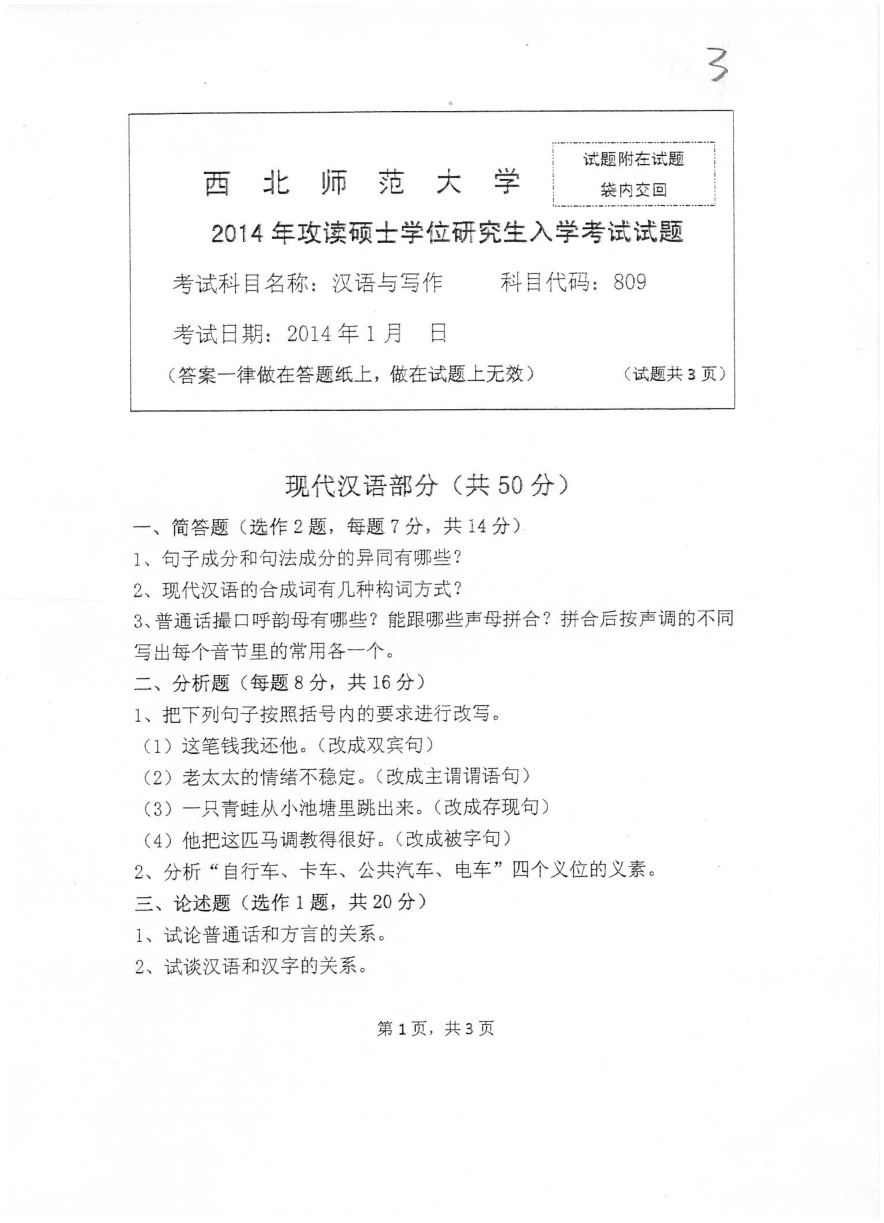 3
西北师范大学
试题附在试题
袋内交回
2014年攻读硕士学位研究生入学考试试题
考试科目名称：汉语与写作 科目代码：809
考试日期：2014年1月 日
（答案一律做在答题纸上，做在试题上无效） （试题共3页）
现代汉语部分（共50分）
一、简答题（选作2题，每题7分，共14分）
1、句子成分和句法成分的异同有哪些？
2、现代汉语的合成词有几种构词方式？
3、普通话撮口呼韵母有哪些？能跟哪些声母拼合？拼合后按声调的不同
写出每个音节里的常用各一个。
二、分析题（每题8分，共16分）
1、把下列句子按照括号内的要求进行改写。
（1）这笔钱我还他。（改成双宾句）
（2）老太太的情绪不稳定。（改成主谓谓语句）
（3）一只青蛙从小池塘里跳出来。（改成存现句）
（4）他把这匹马调教得很好。（改成被字句）
2、分析“自行车、卡车、公共汽车、电车”四个义位的义素。
三、论述题（选作1题，共20分）
1、试论普通话和方言的关系。
2、试谈汉语和汉字的关系。
第1页，共3页